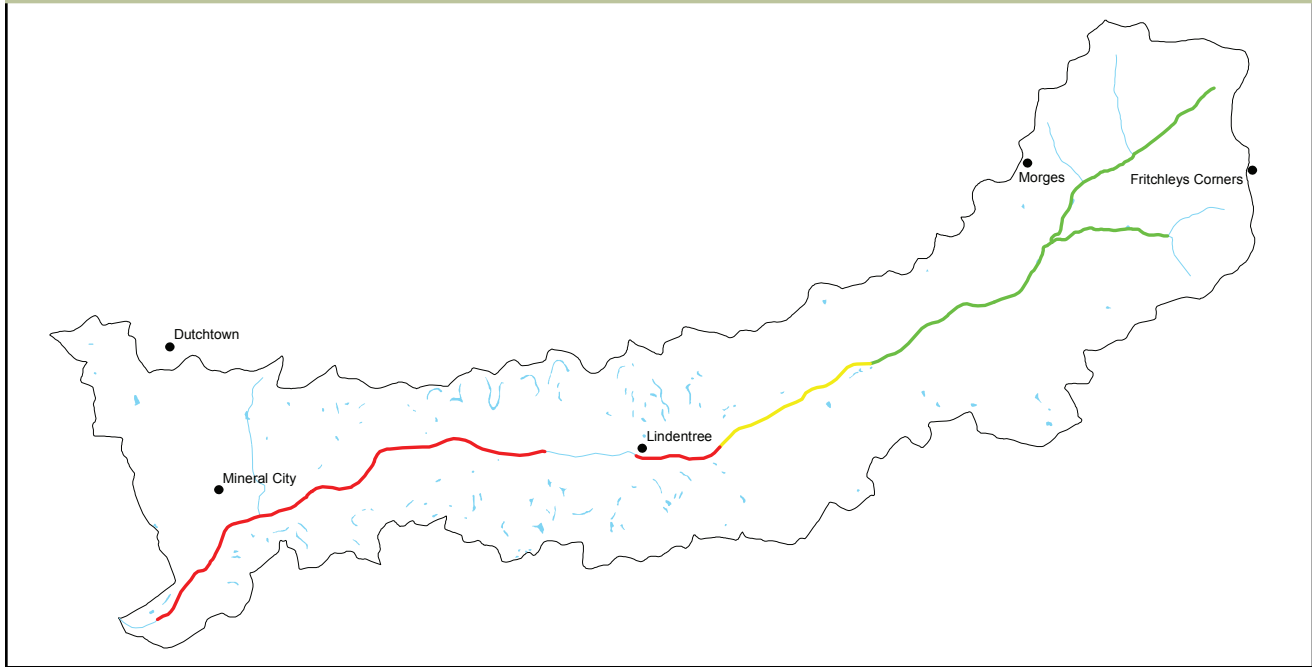 Morges
Fritchleys Corners
Dutchtown
Lindentree
Mineral City